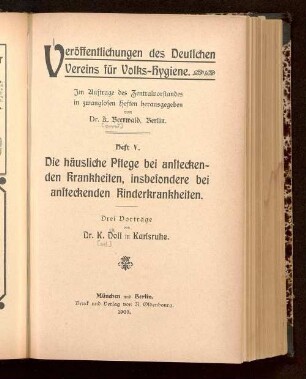 Veröffentlichungen des Deutschen
Vereins für Volks-Hygiene.
Im Auftrage des Zentralvorstandes
in zwanglosen Heften herausgegeben
von
Dr. K. Beerwald, Berlin.
Heft V.
Die häusliche Pflege bei anstecken-
den Krankheiten, insbesondere bei
ansteckenden Kinderkrankheiten.
Drei Vorträge
von
Dr. K. Doll in Karlsruhe.
München und Berlin.
Druck und Verlag von R. Oldenbourg.